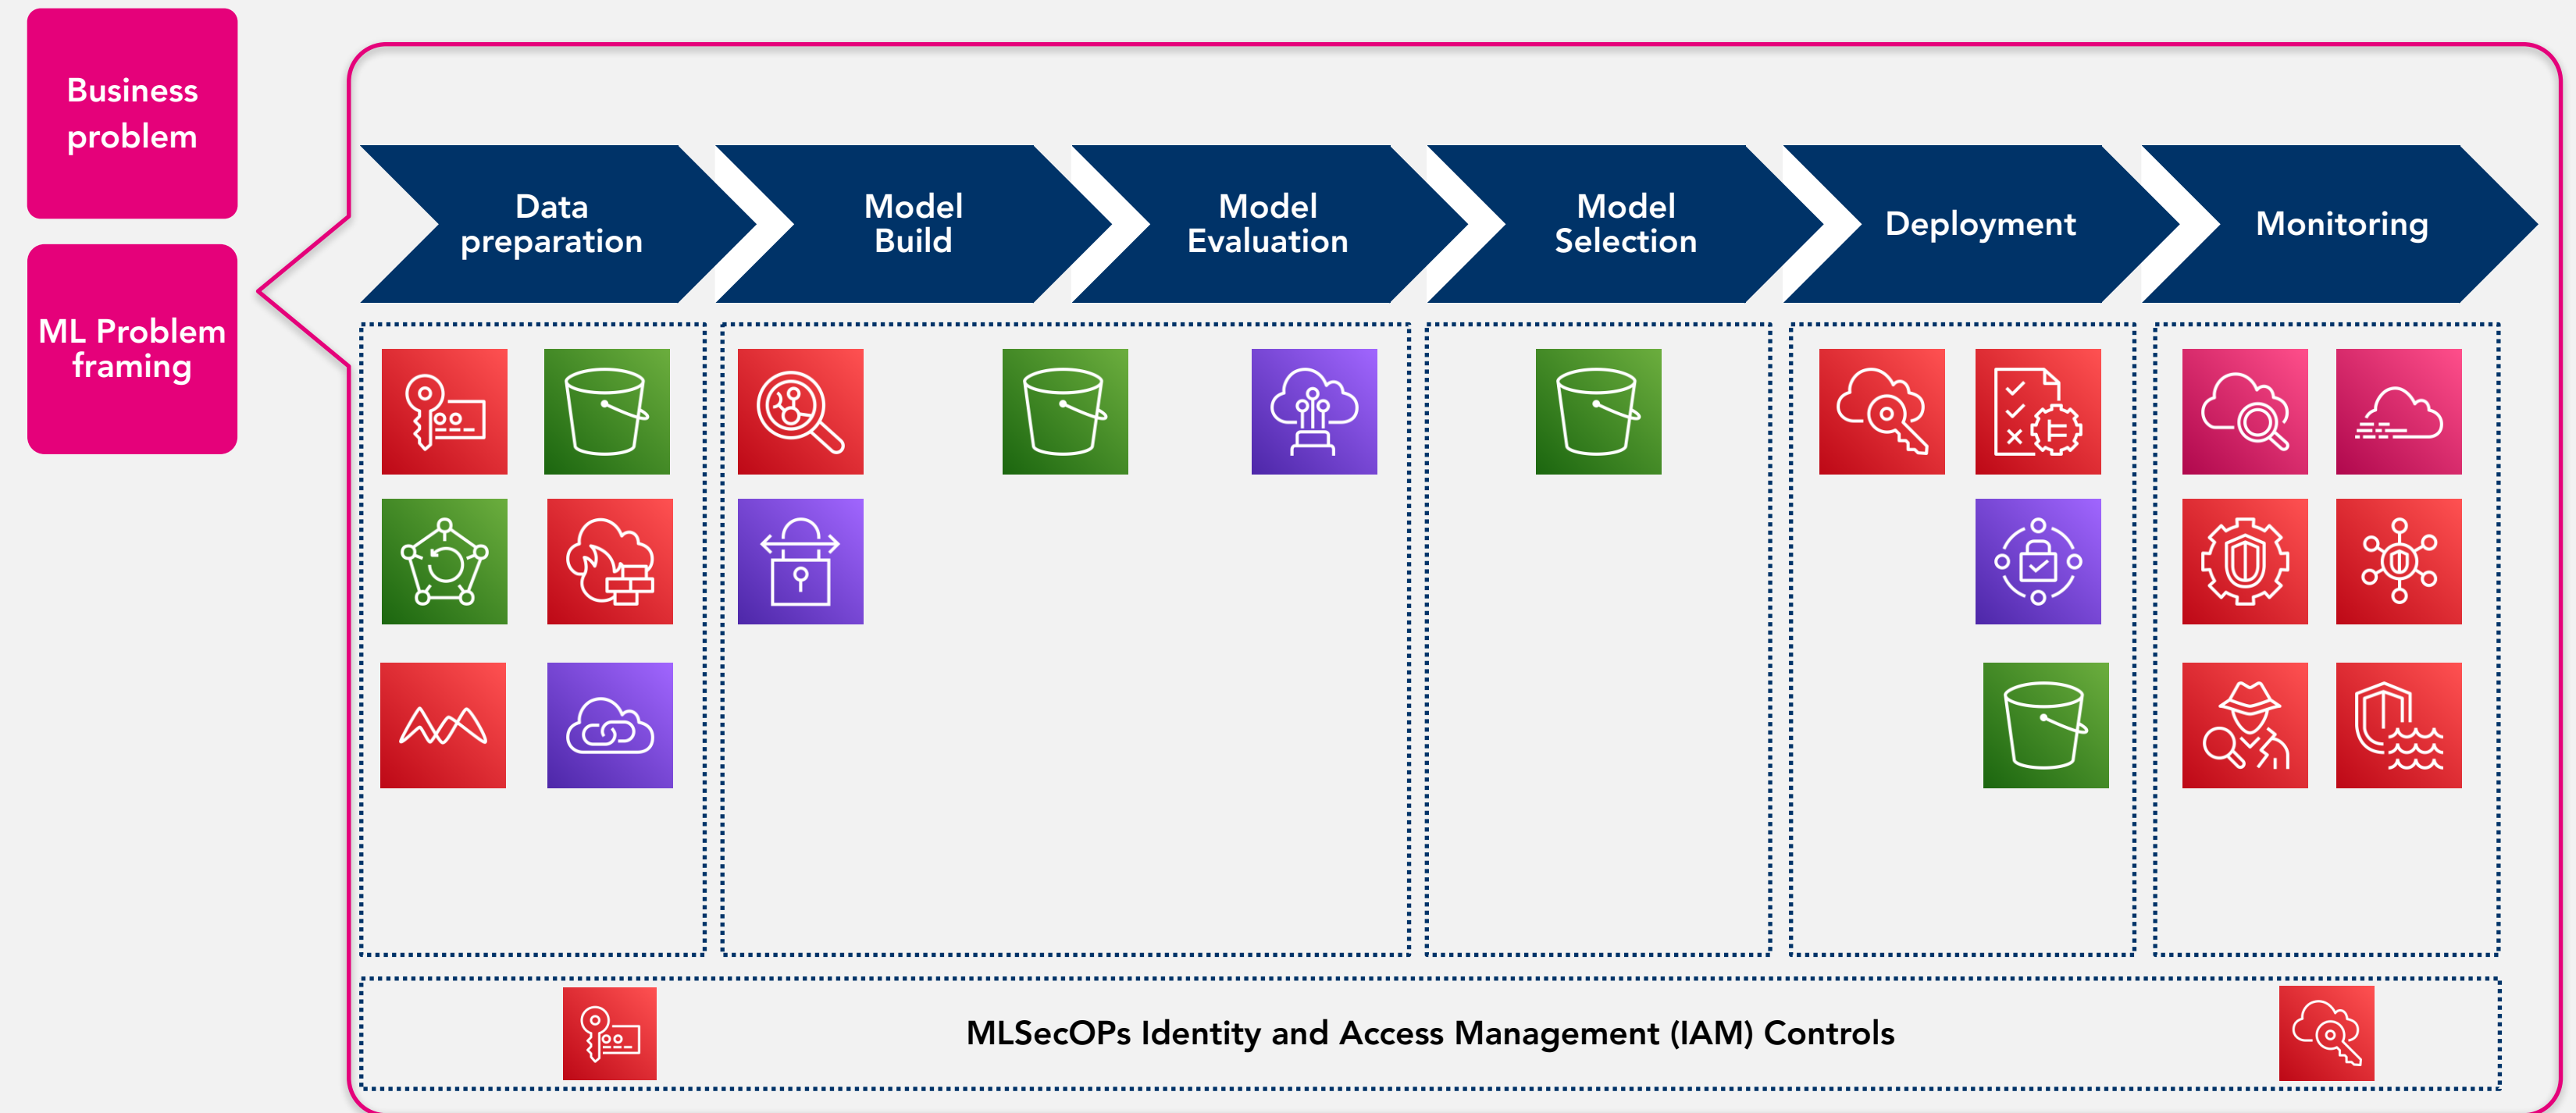 Business
problem
ML Problem
framing
Data
preparation
Model
Build
Model
Evaluation
Model
Selection
Deployment
Monitoring
MLSecOPs Identity and Access Management (IAM) Controls